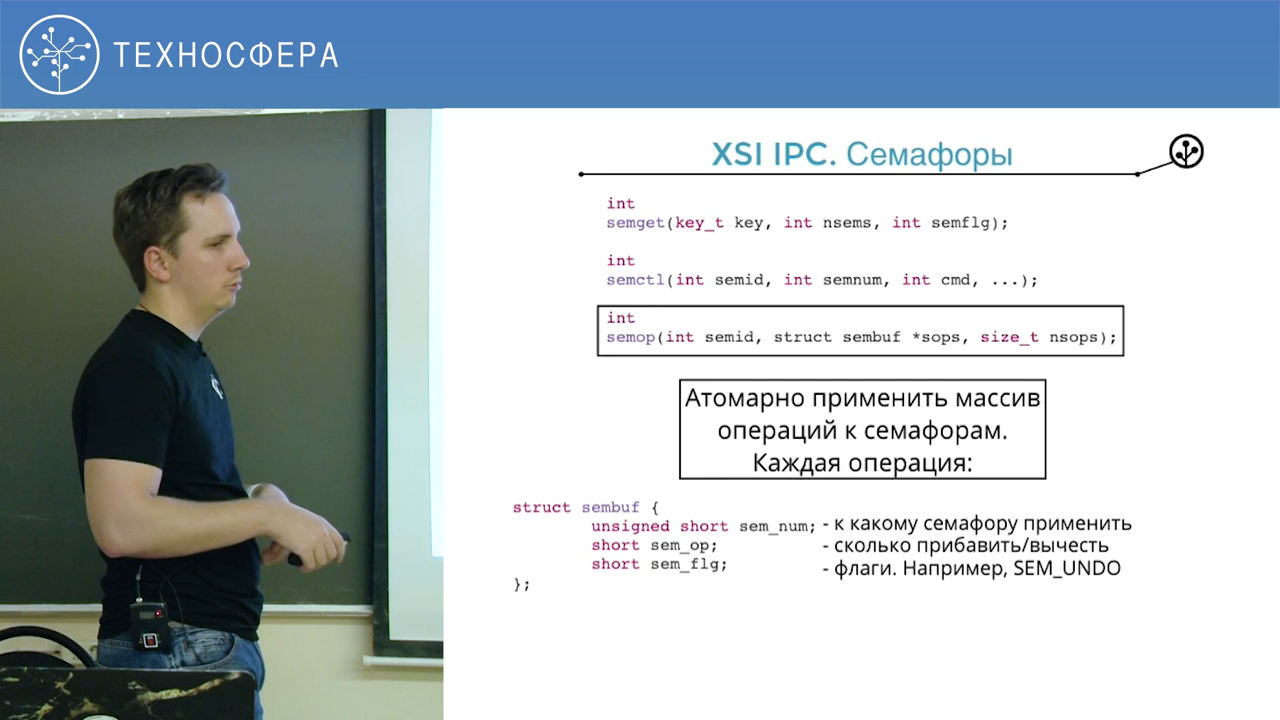 ТЕХНОСФЕРА
XSI IPC. Семафоры
int
semget(key_t key, int nsems, int semflg);
int
semctl(int semid, int semnum, int cmd, ...);
int
semop(int semid, struct sembuf *sops, size_t nsops);
Атомарно применить массив
операций к семафорам.
Каждая операция:
struct sembuf {
unsigned short sem_num; - к какому семафору применить
short sem_op; - сколько прибавить/вычесть
short sem_flg; - флаги. Например, SEM_UNDO
};